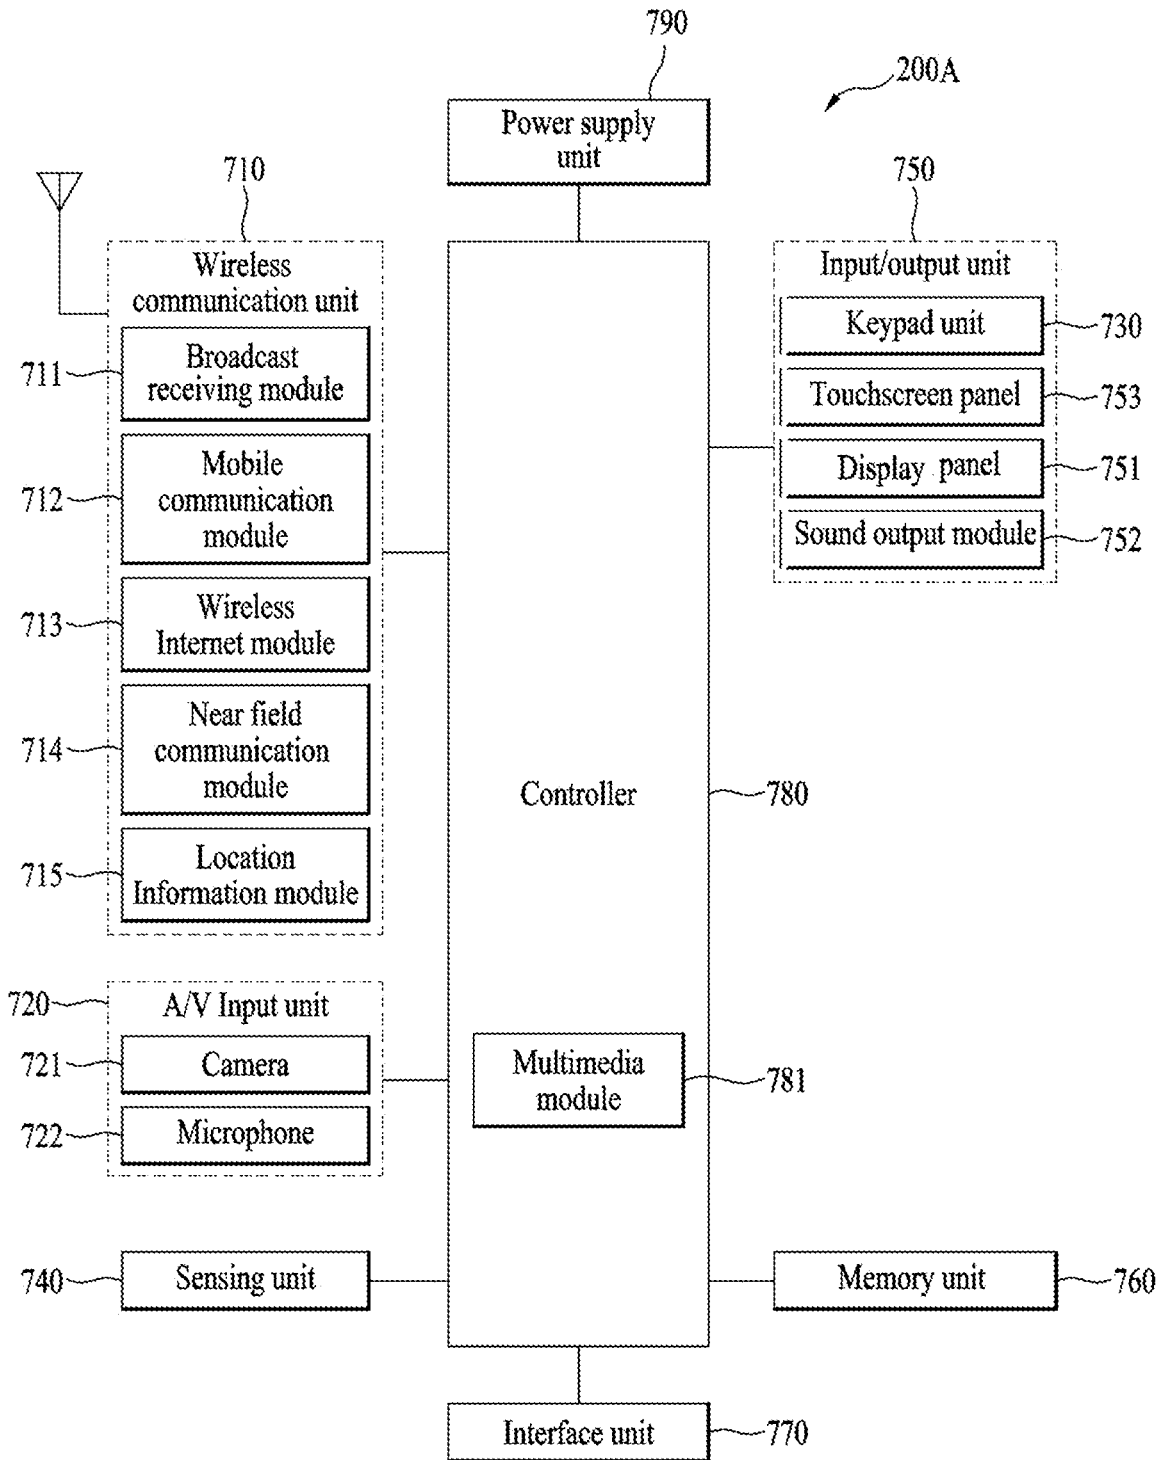 790
200A
Power supply
unit
710
750
Wireless
communication unit
Input/output unit
711
Broadcast
receiving module
Keypad unit
730
Touchscreen panel
753
712
Mobile
communication
module
Display panel
751
Sound output module
752
713
Wireless
Internet module
714
Near field
communication
module
Controller
780
715
Location
Information module
720
A/V Input unit
721
Camera
Multimedia
module
781
722
Microphone
740
Sensing unit
Memory unit
760
Interface unit
770